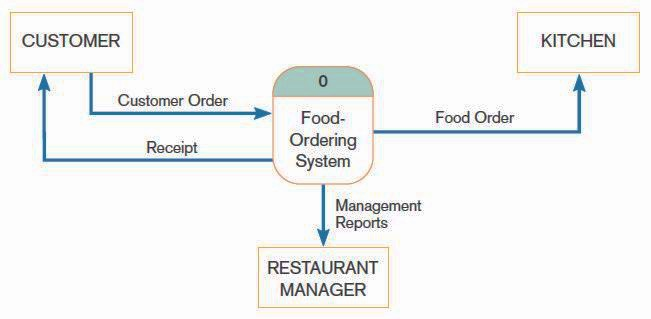 CUSTOMER
KITCHEN
0
Customer Order
Food-
Ordering
System
Food Order
Receipt
Management
Reports
RESTAURANT
MANAGER